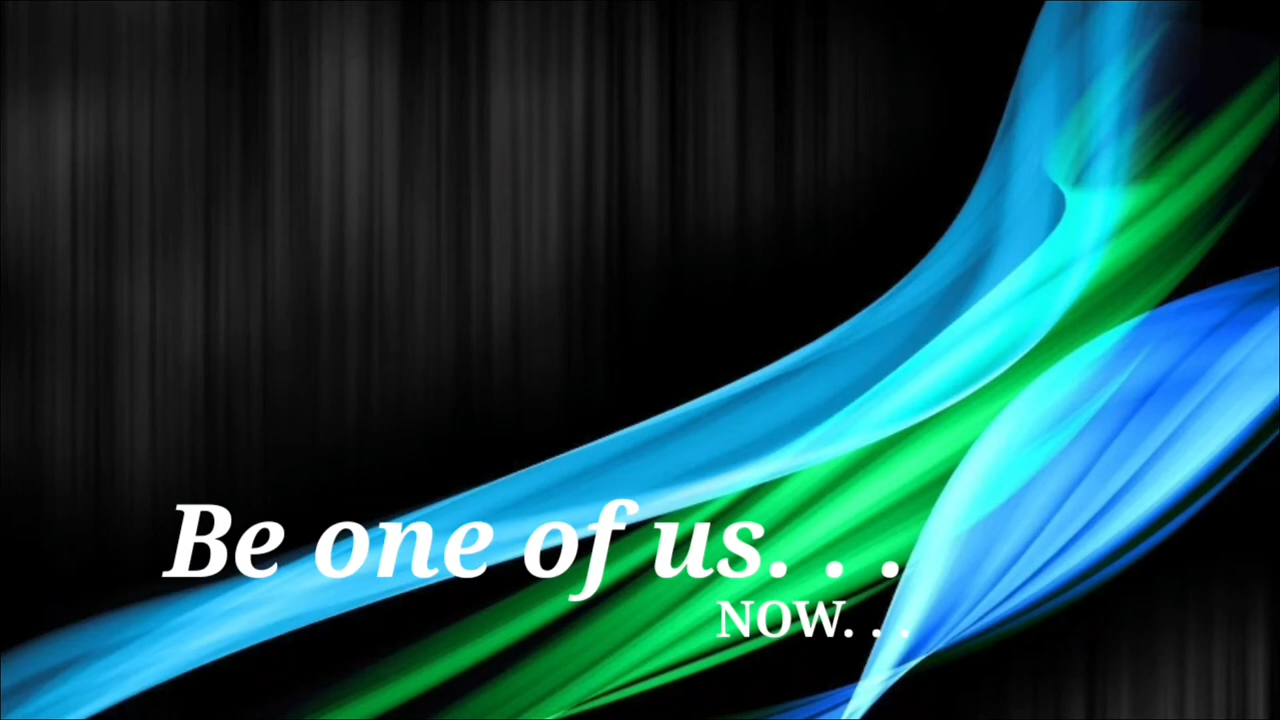 Be one of us. . .
NOW. . .